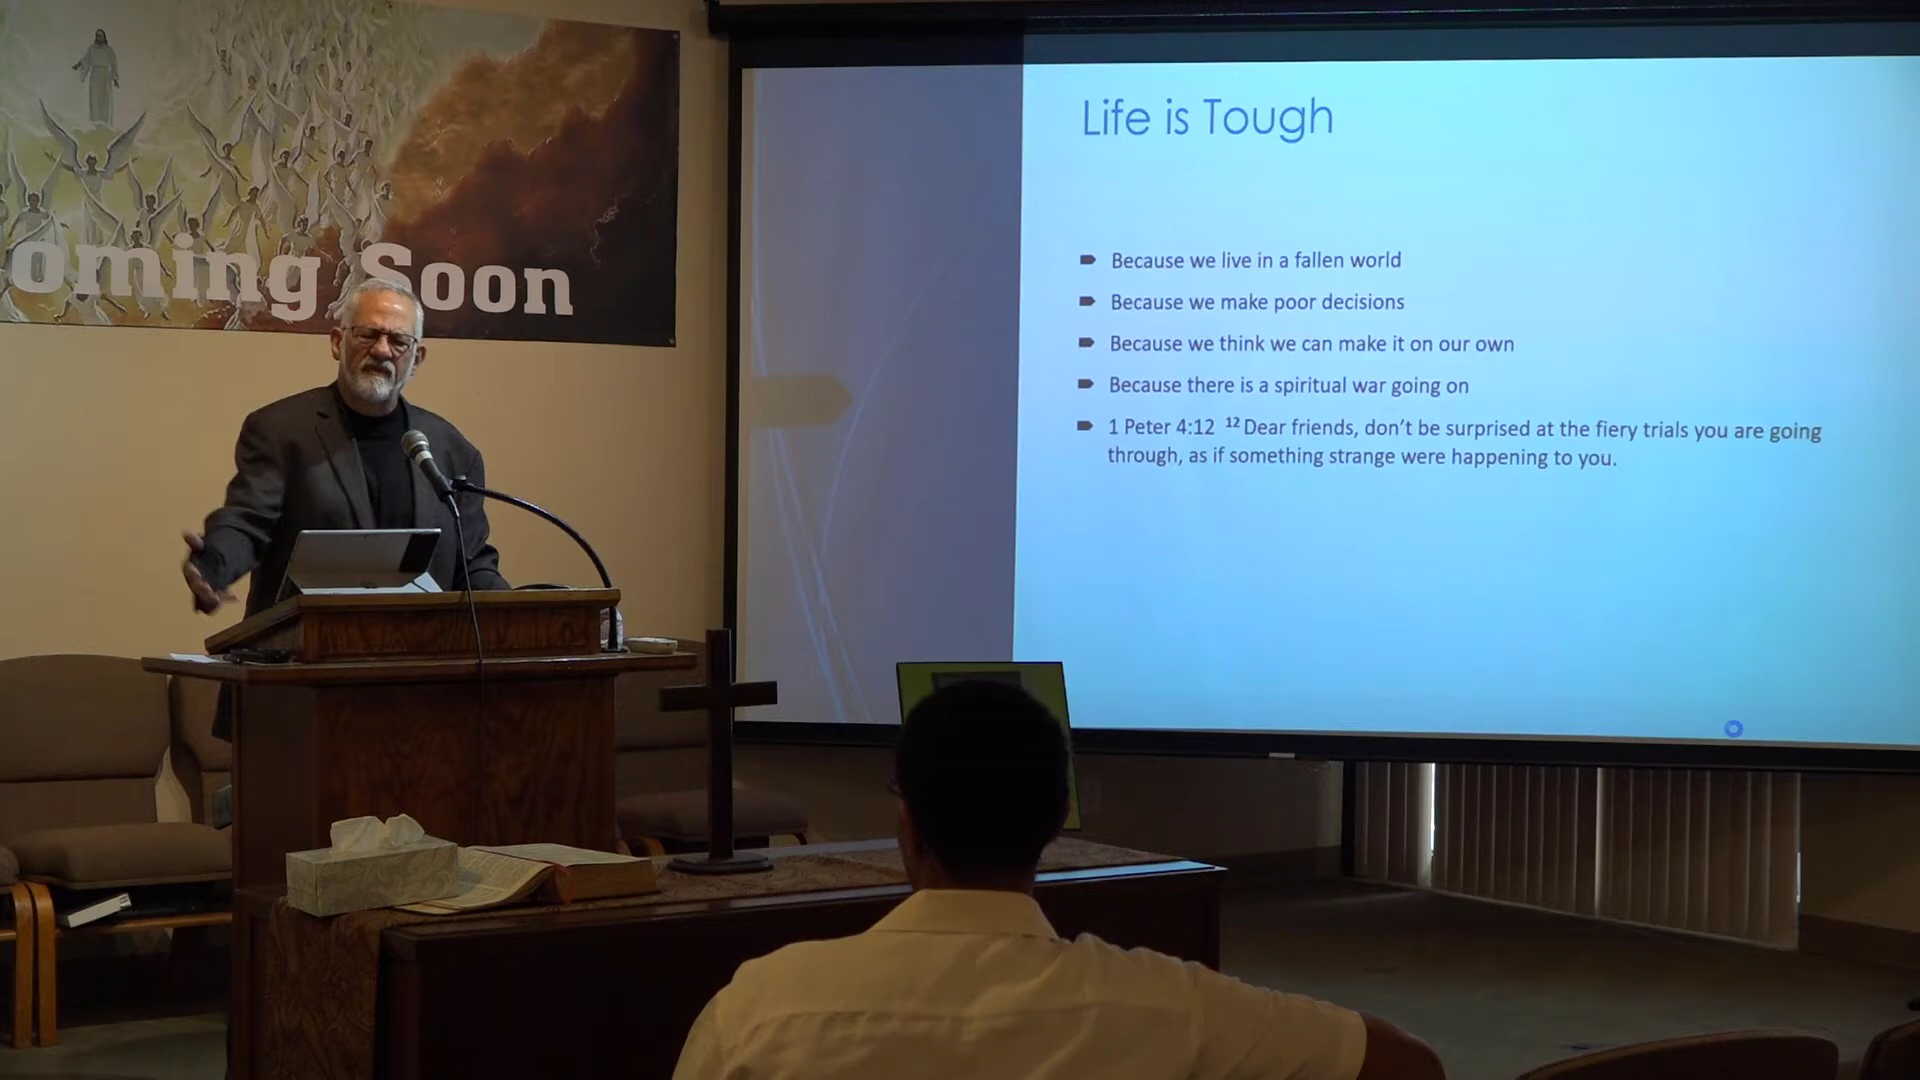 oming Soon
Life is Tough
Because we live in a fallen world
Because we make poor decisions
Because we think we can make it on our own
Because there is a spiritual war going on
1 Peter 4:12 ¹² Dear friends, don't be surprised at the fiery trials you are going
through, as if something strange were happening to you.